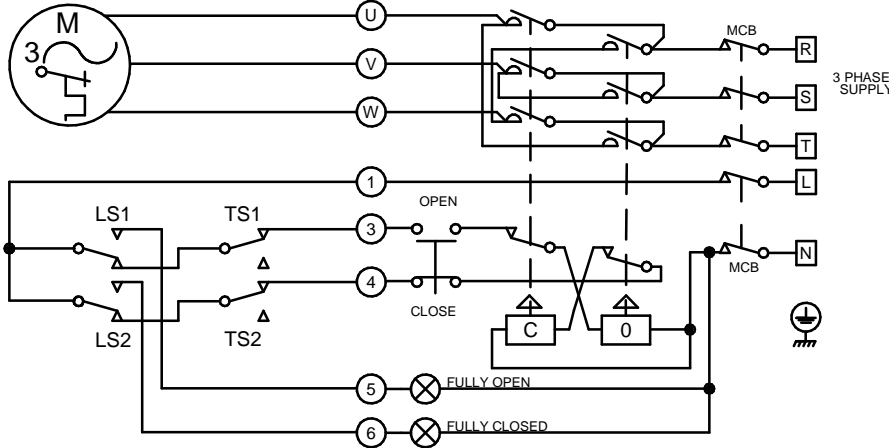 M
3
U
V
W
MCB
R
S
T
3 PHASE
SUPPLY
1
L
LS1
TS1
3
OPEN
N
MCB
4
CLOSE
LS2
TS2
C
0
5
FULLY OPEN
6
FULLY CLOSED